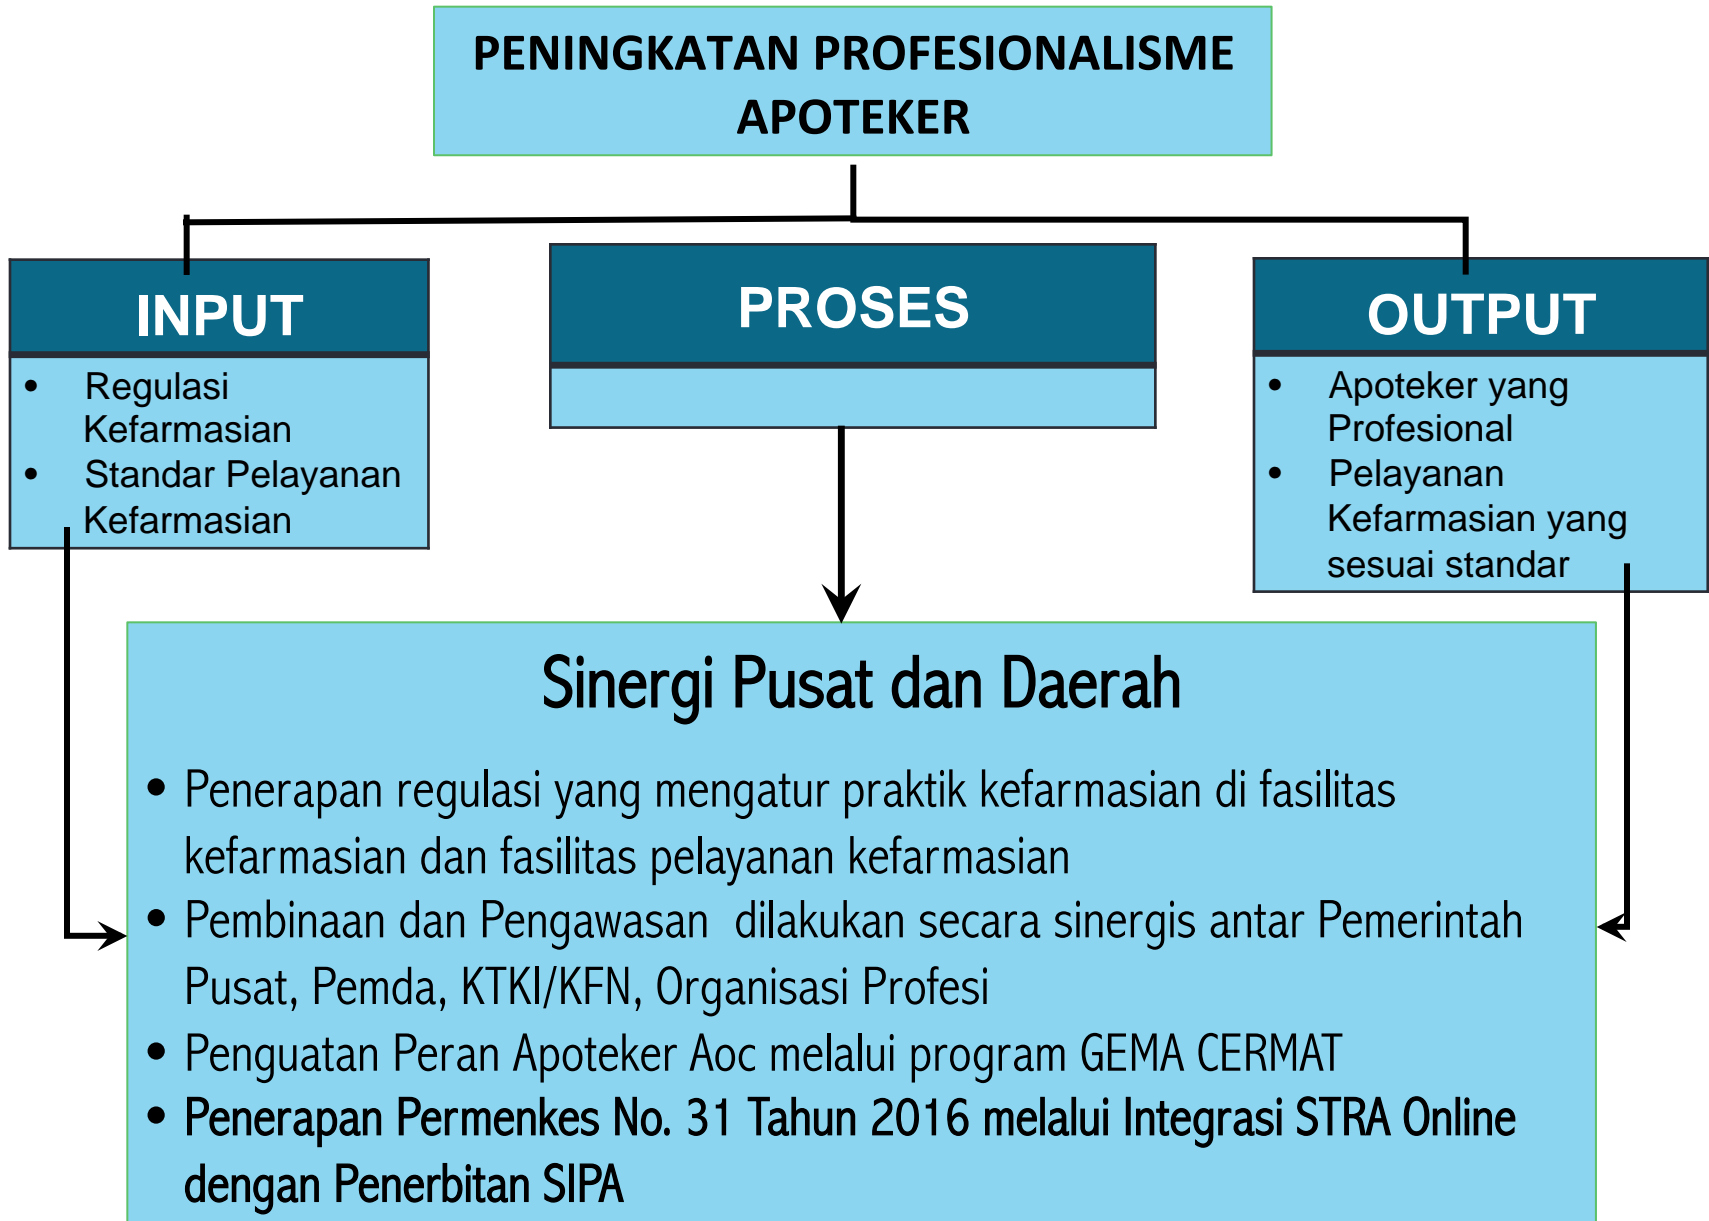 PENINGKATAN PROFESIONALISME
APOTEKER
INPUT
• Regulasi
Kefarmasian
• Standar Pelayanan
Kefarmasian
PROSES
OUTPUT
• Apoteker yang
Profesional
• Pelayanan
Kefarmasian yang
sesuai standar
Sinergi Pusat dan Daerah
• Penerapan regulasi yang mengatur praktik kefarmasian di fasilitas
kefarmasian dan fasilitas pelayanan kefarmasian
• Pembinaan dan Pengawasan dilakukan secara sinergis antar Pemerintah
Pusat, Pemda, KTKI/KFN, Organisasi Profesi
• Penguatan Peran Apoteker Aoc melalui program GEMA CERMAT
• Penerapan Permenkes No. 31 Tahun 2016 melalui Integrasi STRA Online
dengan Penerbitan SIPA